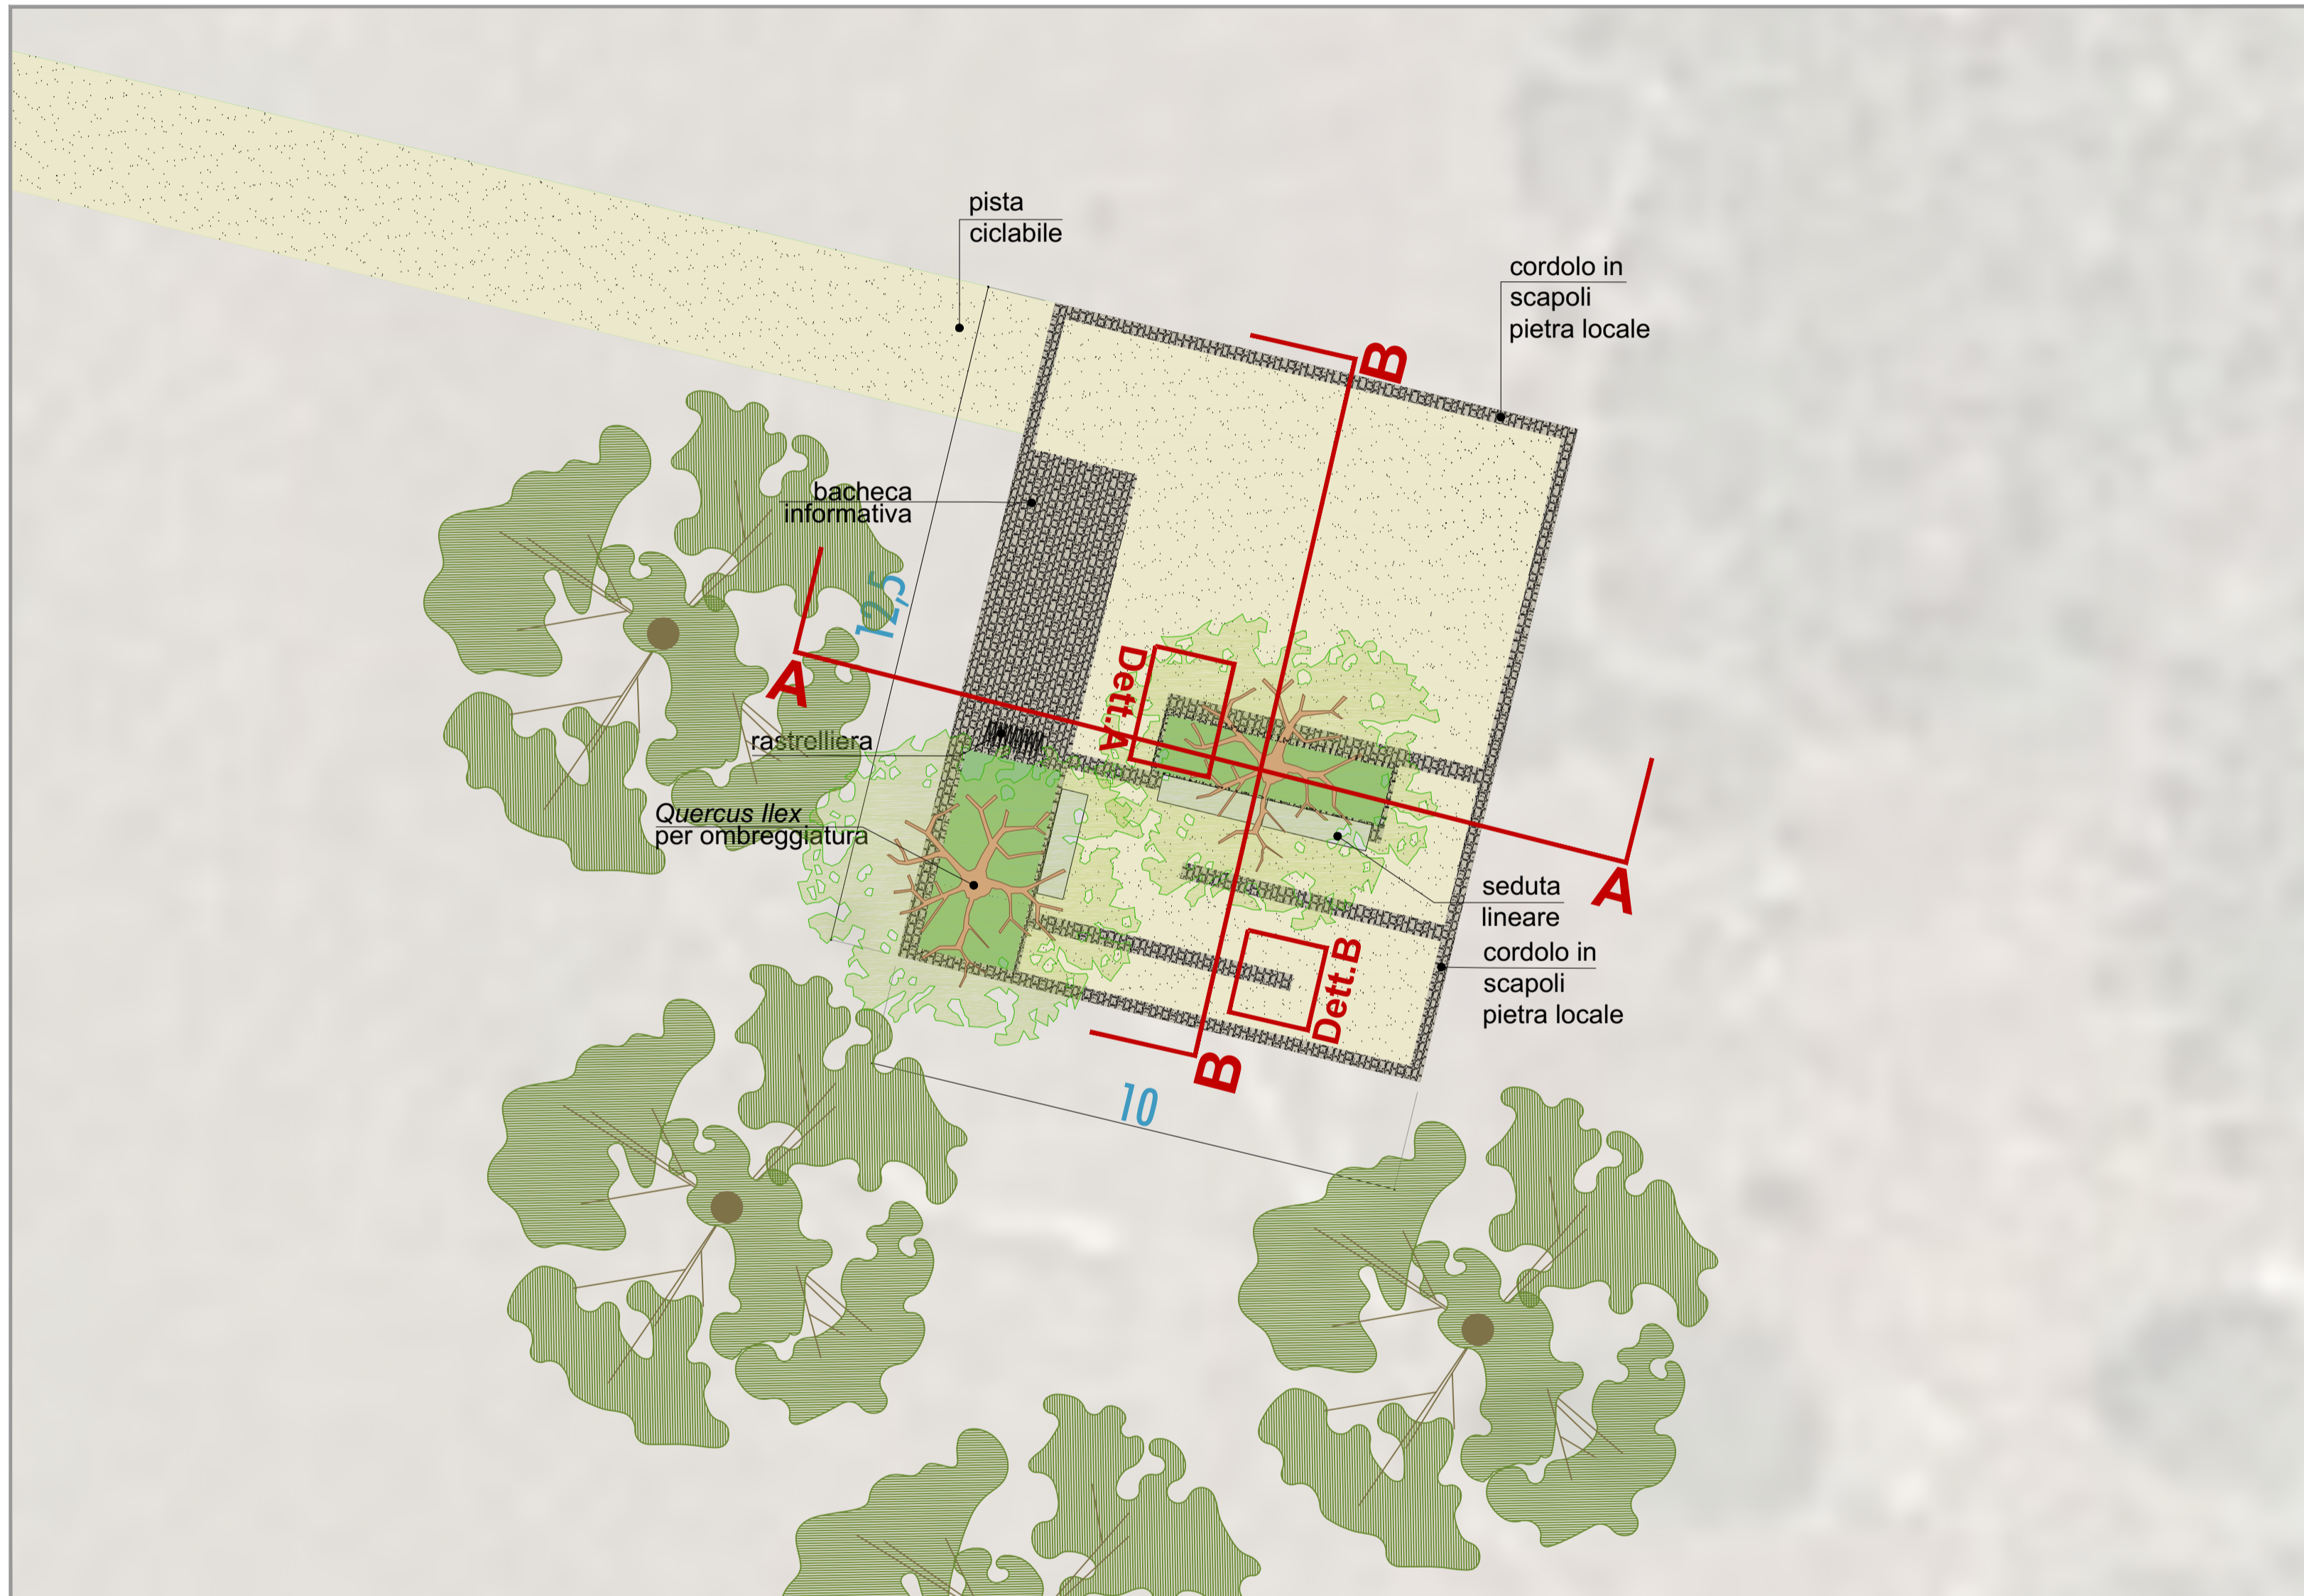 pista
ciclabile
cordolo in
scapoli
pietra locale
B
bacheca
informativa
12,5
A
Dett.A
rastrelliera
Quercus Ilex
per ombreggiatura
seduta
lineare
A
cordolo in
scapoli
pietra locale
Dett.B
B
10